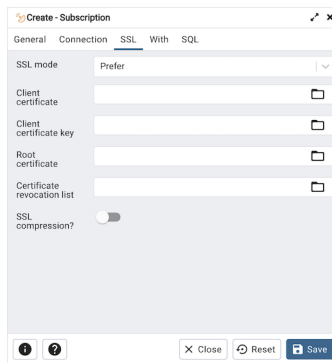 Create - Subscription
General Connection SSL With SQL
SSL mode
Prefer
Client
certificate
Client
certificate key
Root
certificate
Certificate
revocation list
SSL
compression?
Close Reset Save